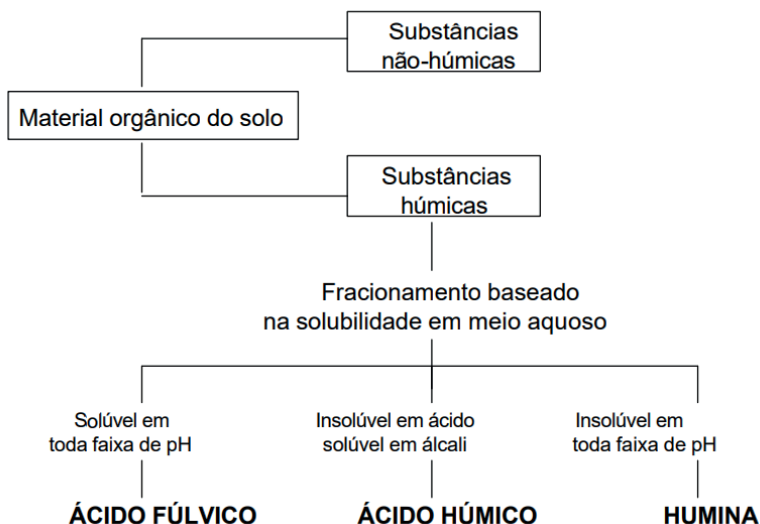 Substâncias
não-húmicas
Material orgânico do solo
Substâncias
húmicas
Fracionamento baseado
na solubilidade em meio aquoso
Solúvel em
toda faixa de pH
Insolúvel em ácido
solúvel em álcali
Insolúvel em
toda faixa de pH
ÁCIDO FÚLVICO
ÁCIDO HÚMICO
HUMINA